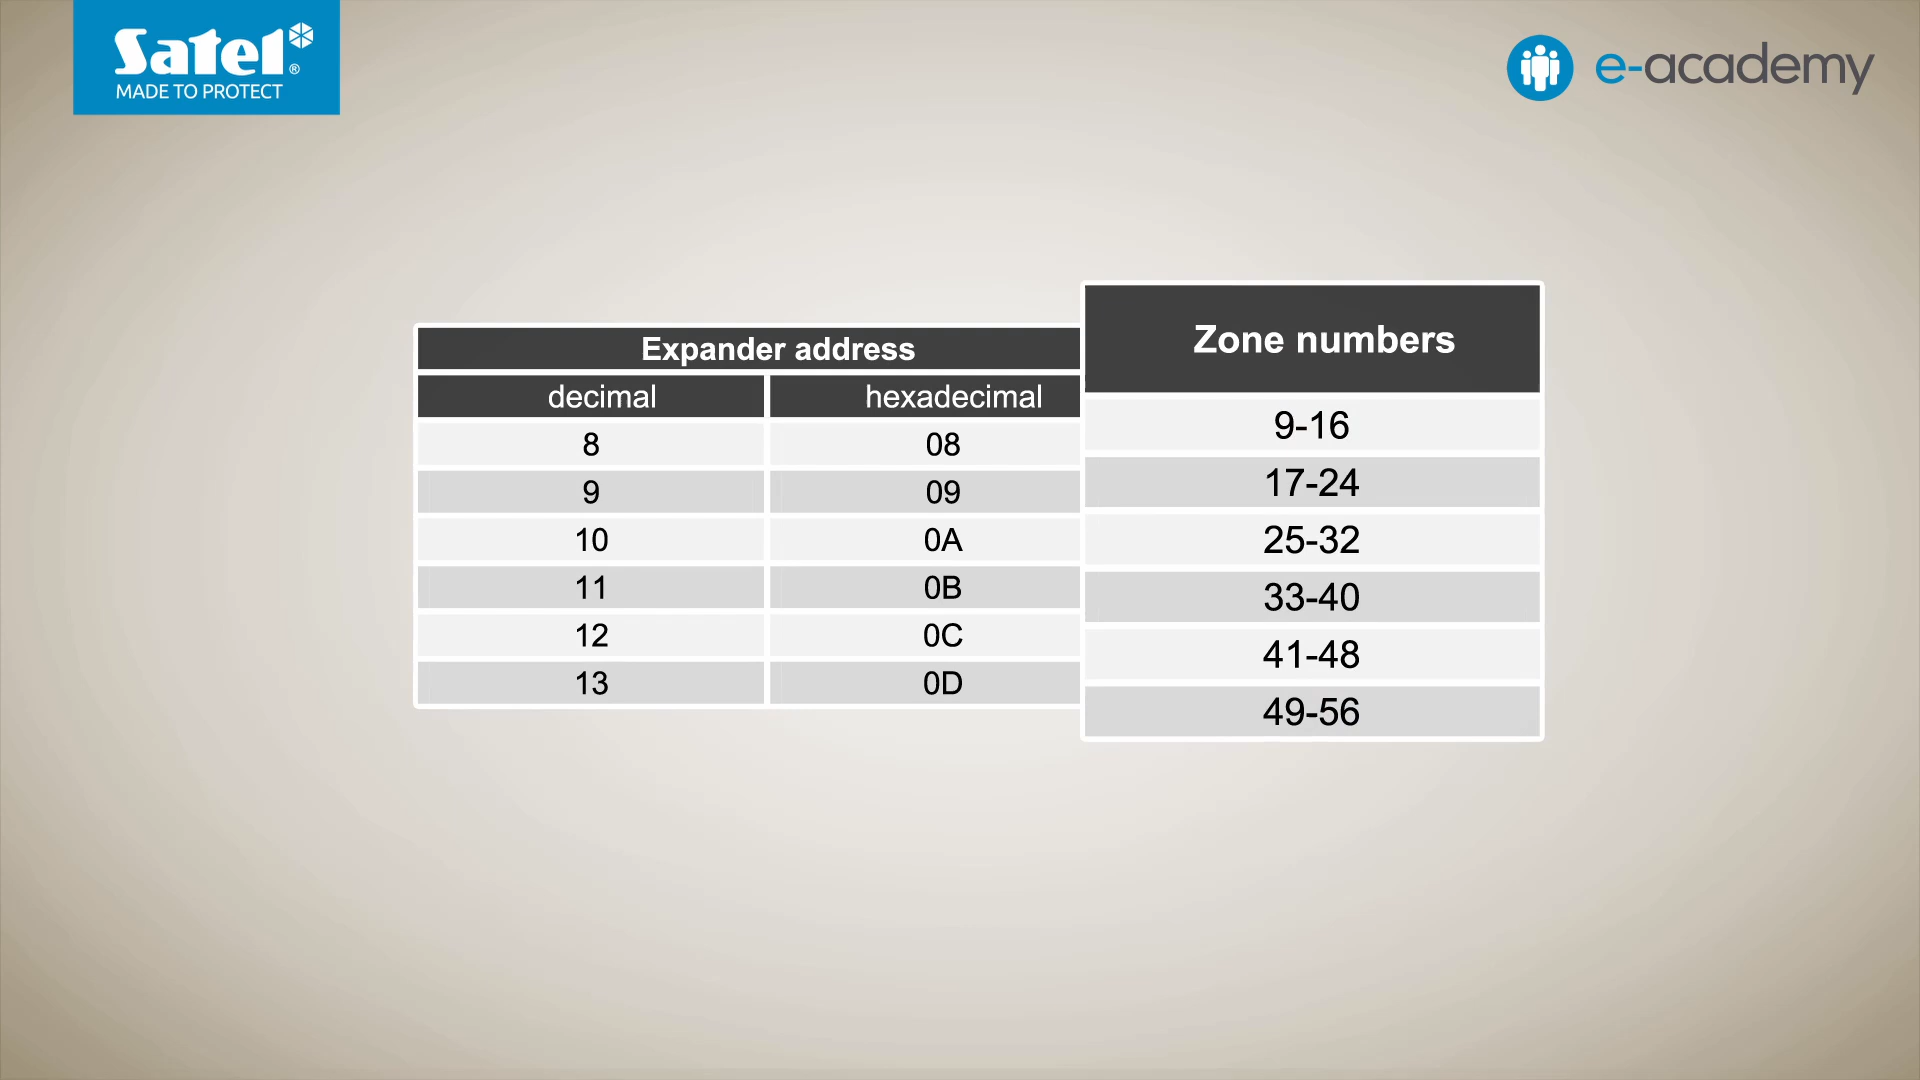 Satel®
MADE TO PROTECT
e-academy
Expander address
Zone numbers
decimal hexadecimal
8 08 9-16
9 09 17-24
10 0A 25-32
11 0B 33-40
12 0C 41-48
13 0D 49-56